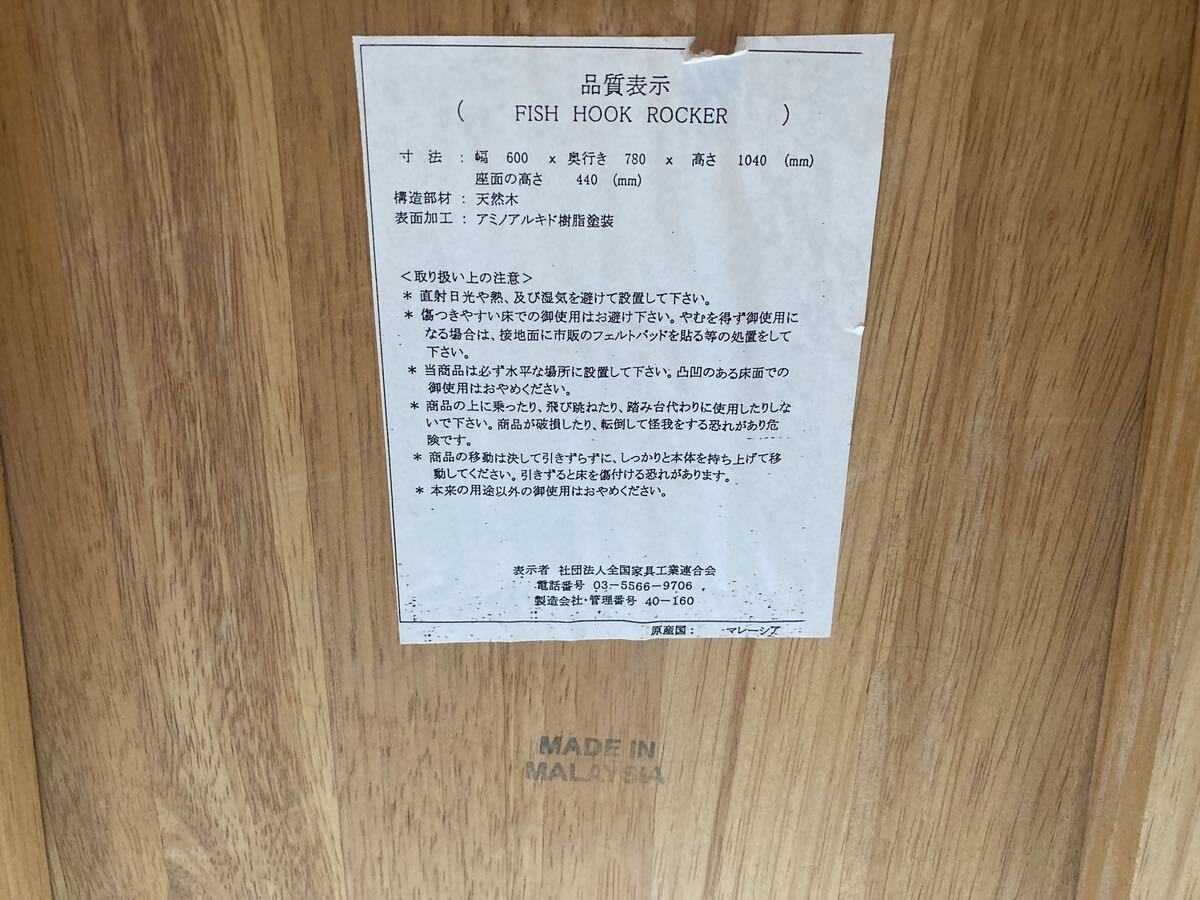 品質表示
( FISH HOOK ROCKER )
寸 法 : 幅 600 x 奥行き 780 x 高さ 1040 (mm)
座面の高さ 440 (mm)
構造部材 : 天然木
表面加工 : アミノアルキド樹脂塗装
<取り扱い上の注意>
* 直射日光や熱、及び湿気を避けて設置して下さい。
* 傷つきやすい床での御使用はお避け下さい。やむを得ず御使用に
なる場合は、接地面に市販のフェルトパッドを貼る等の処置をして
下さい。
* 当商品は必ず水平な場所に設置して下さい。凸凹のある床面での
御使用はおやめください。
* 商品の上に乗ったり、飛び跳ねたり、踏み台代わりに使用したりしな
いで下さい。商品が破損したり、転倒して怪我をする恐れがあり危
険です。
* 商品の移動は決して引きずらずに、しっかりと本体を持ち上げて移
動してください。引きずると床を傷付ける恐れがあります。
* 本来の用途以外の御使用はおやめください。
表示者 社団法人全国家具工業連合会
電話番号 03-5566-9706
製造会社・管理番号 40-160
原産国: マレーシア
MADE IN
MALAYSIA